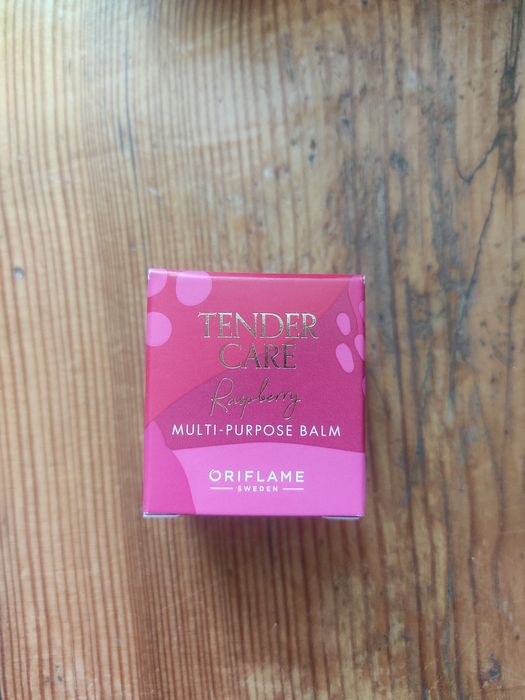 TENDER
CARE
Raspberry
MULTI-PURPOSE BALM
ORIFLAME
SWEDEN